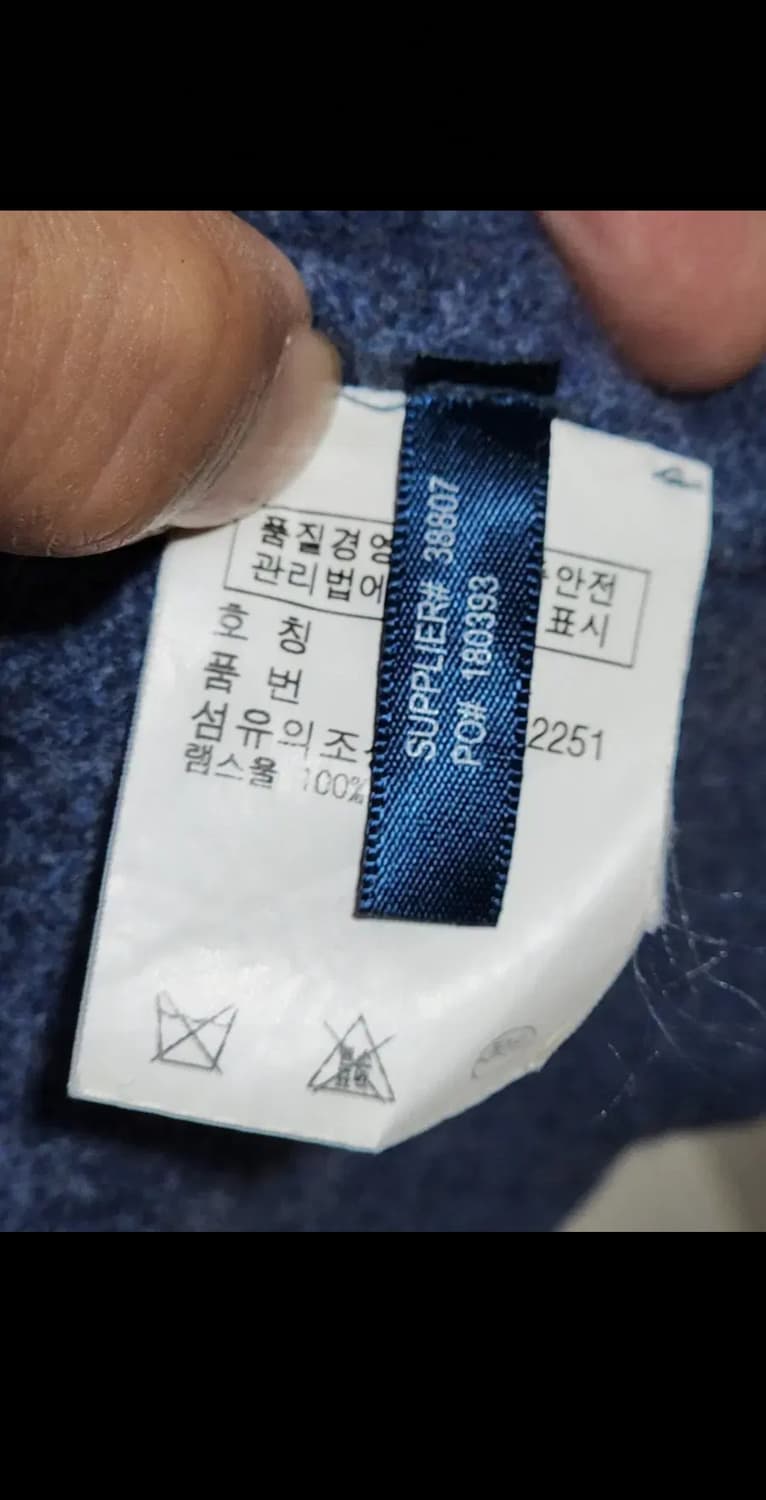 품질경영
관리법에
안전
표시
호 칭
품 번
2251
섬유의조
램스울 100%
SUPPLIER# 38807
PO# 180393